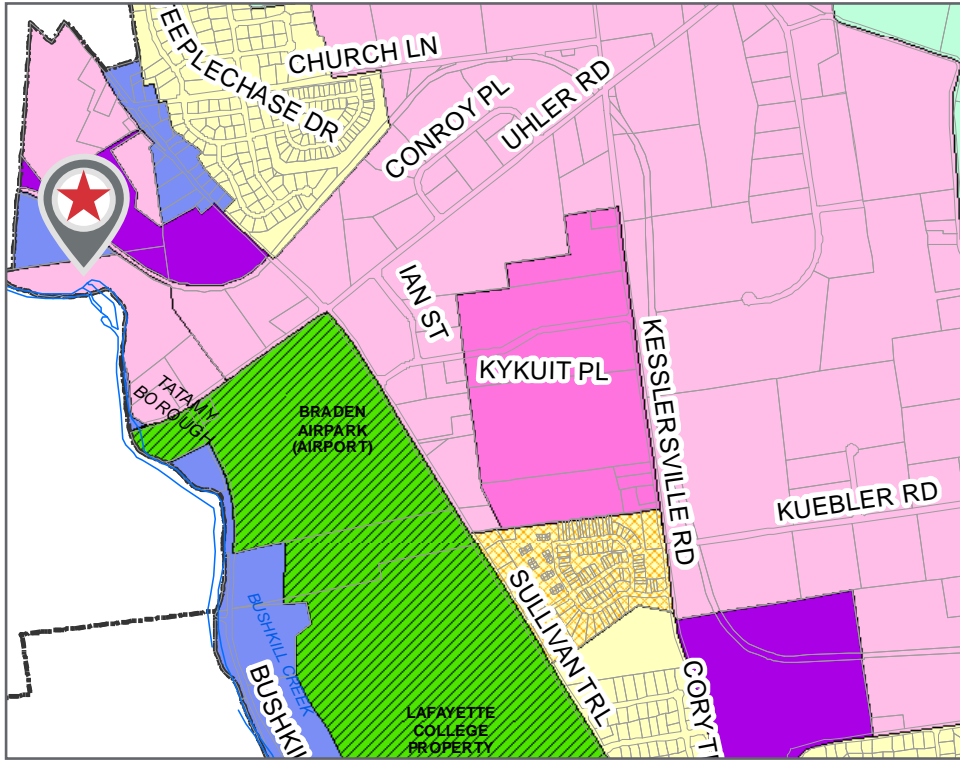 EEPLECHASE DR
CHURCH LN
CONROY PL
UHLER RD
IAN ST
KYKUIT PL
KESSLERSVILLE RD
TATAMY
BOROUGH
BRADEN
AIRPARK
(AIRPORT)
KUEBLER RD
SULLIVAN TRL
BUSHKILL CREEK
BUSHKI
CORY T
LAFAYETTE
COLLEGE
PROPERTY